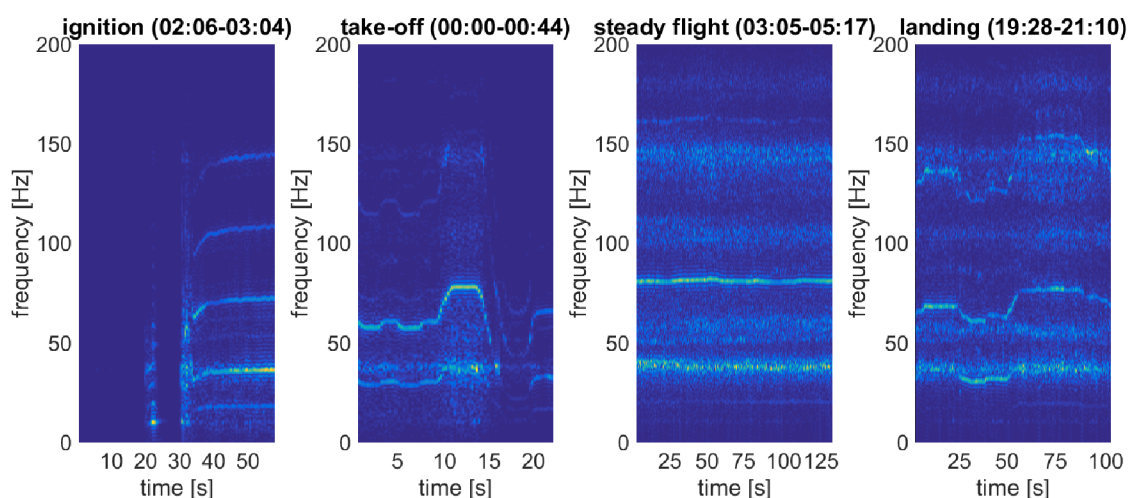 ignition (02:06-03:04)
200
150
100
50
0
frequency [Hz]
10 20 30 40 50
time [s]
take-off (00:00-00:44)
200
150
100
50
0
frequency [Hz]
5 10 15 20
time [s]
steady flight (03:05-05:17)
200
150
100
50
0
frequency [Hz]
25 50 75 100 125
time [s]
landing (19:28-21:10)
200
150
100
50
0
frequency [Hz]
25 50 75 100
time [s]